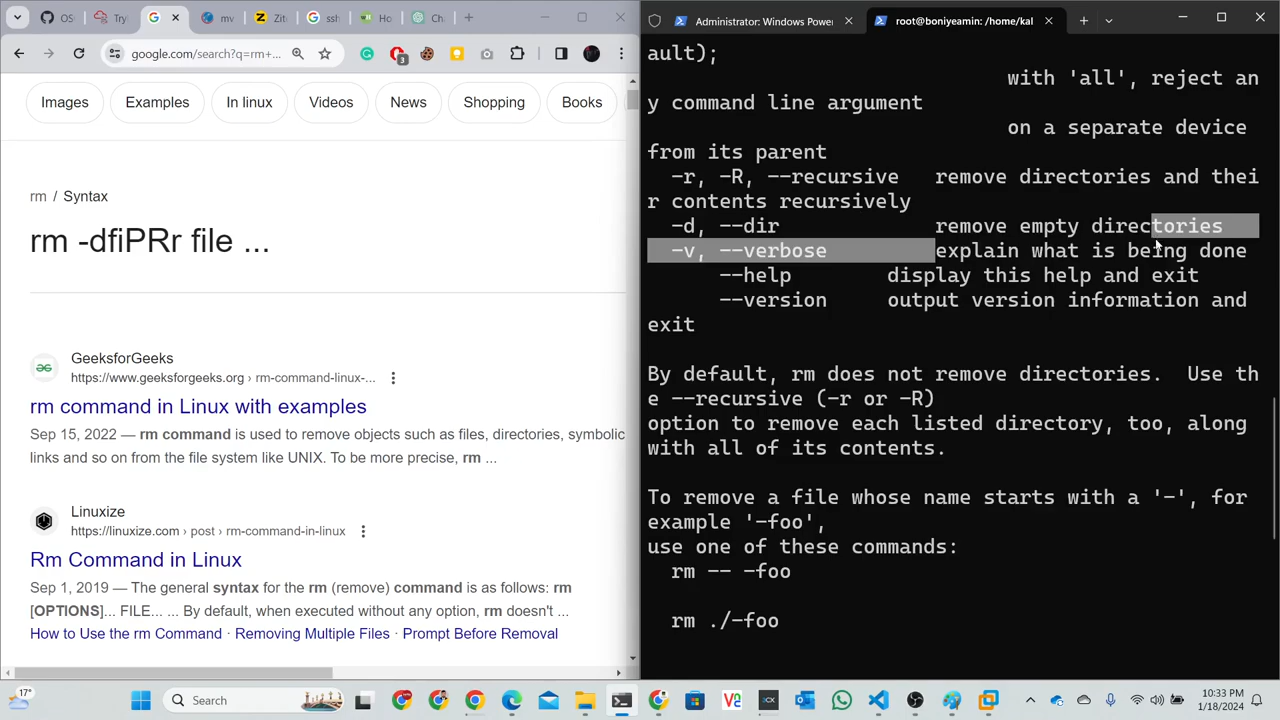 Zit
ssh
Ho
Ch
google.com/search?q=rm+...
3
Images
Examples
In linux
Videos
News
Shopping
Books
rm / Syntax
rm -dfiPRr file ...
GeeksforGeeks
https://www.geeksforgeeks.org › rm-command-linux-...
rm command in Linux with examples
Sep 15, 2022 — rm command is used to remove objects such as files, directories, symbolic
links and so on from the file system like UNIX. To be more precise, rm ...
Linuxize
https://linuxize.com › post › rm-command-in-linux
Rm Command in Linux
Sep 1, 2019 — The general syntax for the rm (remove) command is as follows: rm
[OPTIONS]... FILE... ... By default, when executed without any option, rm doesn't ...
How to Use the rm Command · Removing Multiple Files · Prompt Before Removal
Administrator: Windows Power
root@boniyeamin: /home/kal
ault);
with 'all', reject an
y command line argument
on a separate device
from its parent
-r, -R, --recursive remove directories and thei
r contents recursively
-d, --dir remove empty directories
-v, --verbose explain what is being done
--help display this help and exit
--version output version information and
exit
By default, rm does not remove directories. Use th
e --recursive (-r or -R)
option to remove each listed directory, too, along
with all of its contents.
To remove a file whose name starts with a '-', for
example '-foo',
use one of these commands:
rm -- -foo
rm ./-foo
17°
Search
10:33 PM
1/18/2024